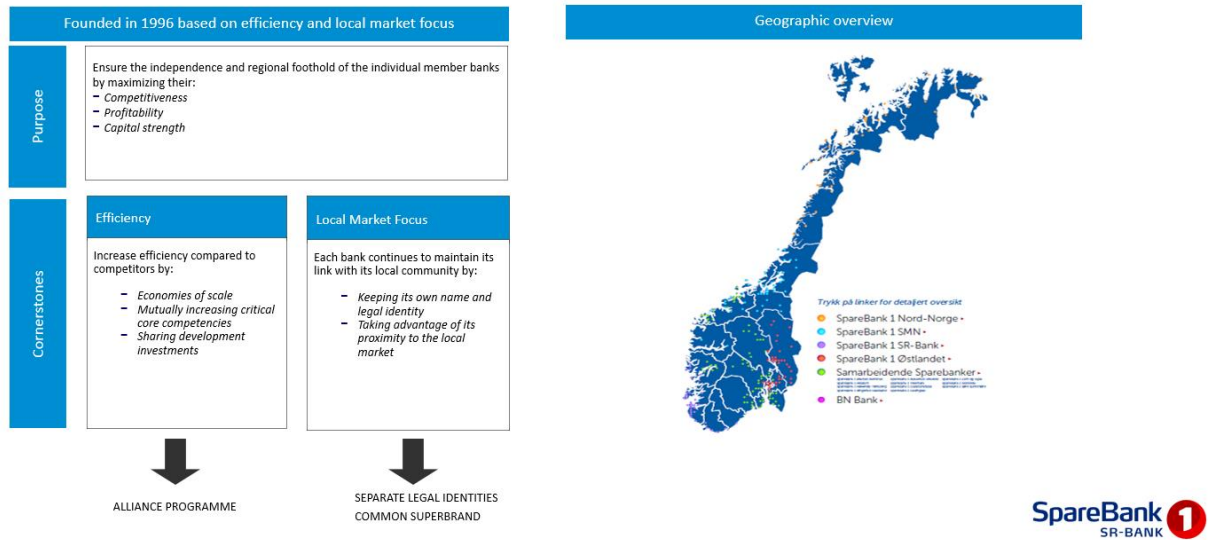 Founded in 1996 based on efficiency and local market focus
Purpose
Ensure the independence and regional foothold of the individual member banks
by maximizing their:
– Competitiveness
– Profitability
– Capital strength
Cornerstones
Efficiency
Increase efficiency compared to
competitors by:
– Economies of scale
– Mutually increasing critical
core competencies
– Sharing development
investments
ALLIANCE PROGRAMME
Local Market Focus
Each bank continues to maintain its
link with its local community by:
– Keeping its own name and
legal identity
– Taking advantage of its
proximity to the local
market
SEPARATE LEGAL IDENTITIES
COMMON SUPERBRAND
Geographic overview
Trykk på linker for detaljert oversikt
SpareBank 1 Nord-Norge
SpareBank 1 SMN
SpareBank 1 SR-Bank
SpareBank 1 Østlandet
Samarbeidende Sparebanker
BN Bank
SpareBank 1
SR-BANK